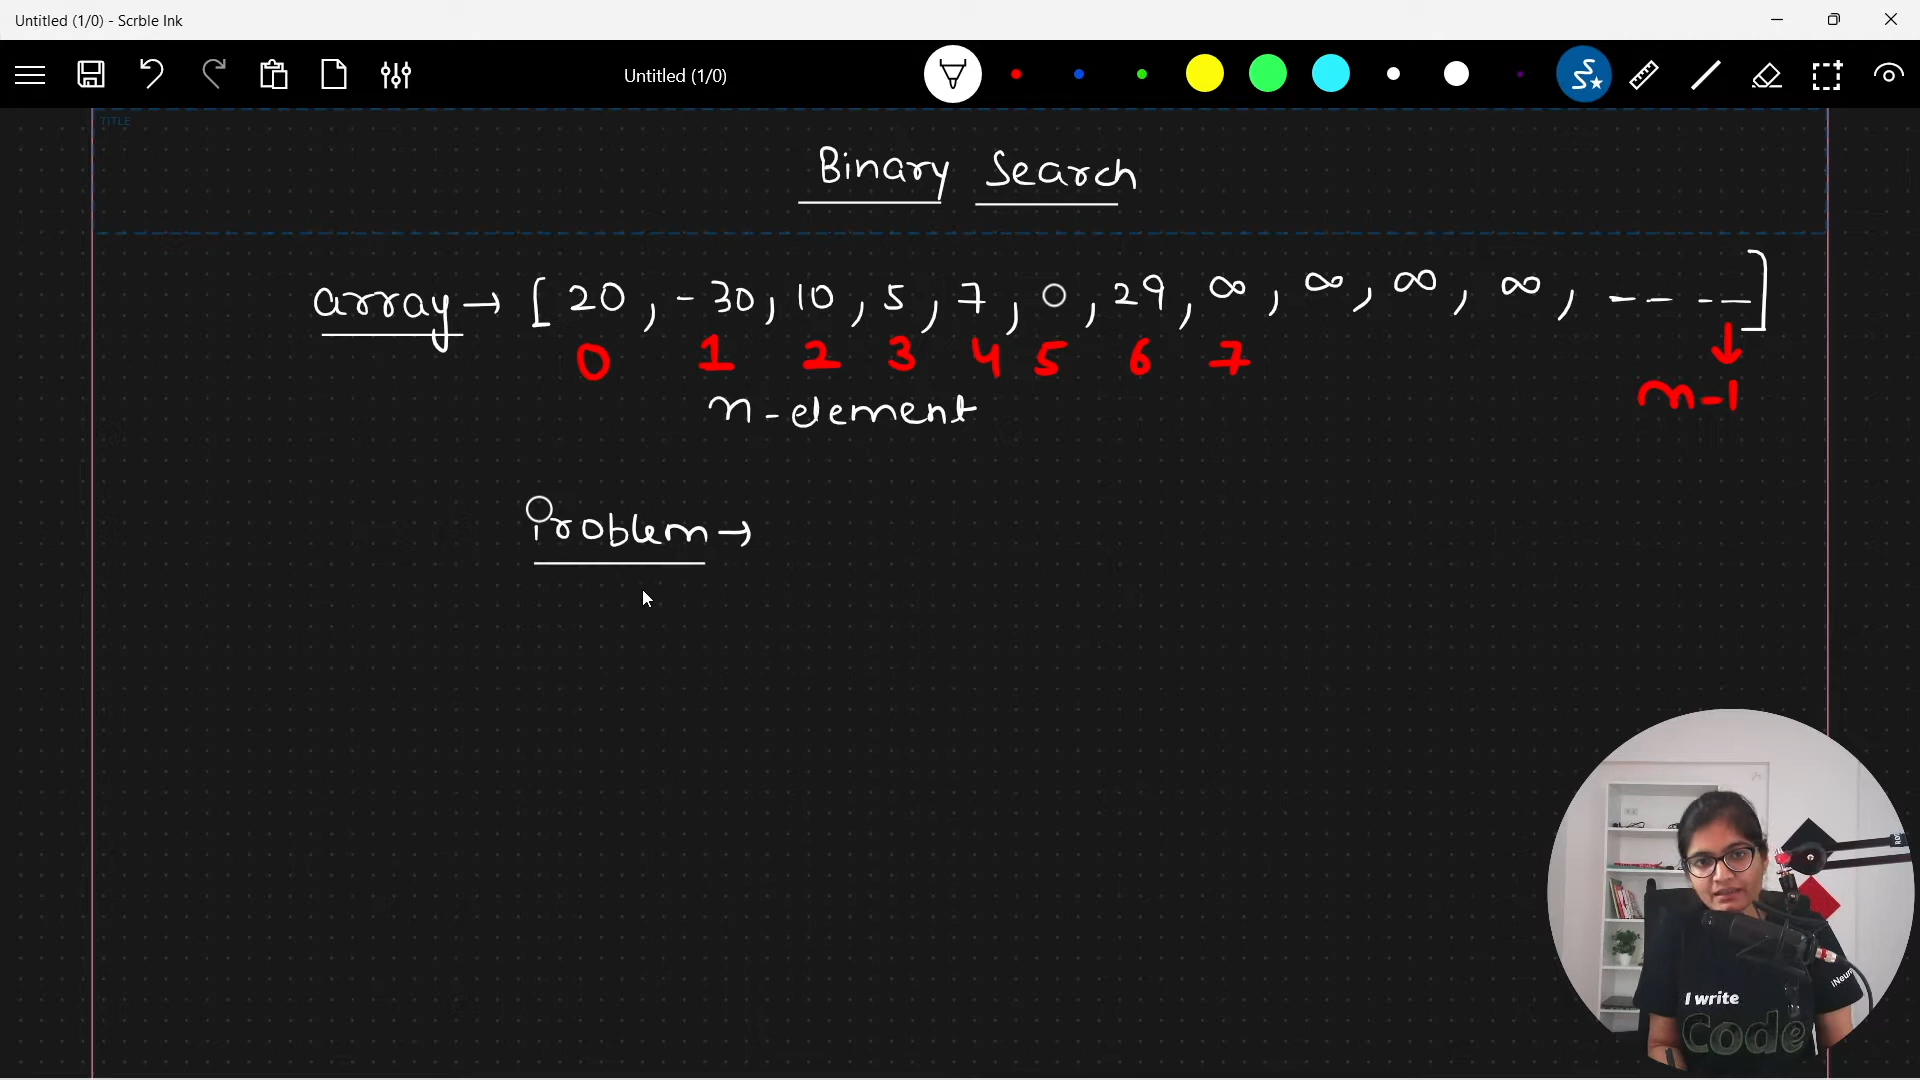 Untitled (1/0) - Scrble Ink
Untitled (1/0)
TITLE
Binary Search
array → [ 20 , -30 , 10 , 5 , 7 , 0 , 29 , ∞ , ∞ , ∞ , ∞ , -- -- ]
0 1 2 3 4 5 6 7
n-1
n-element
Problem →
I write
Code